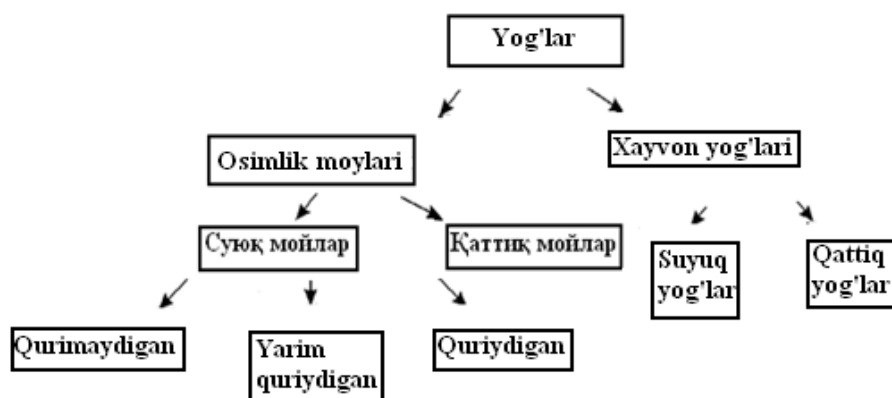 Yog'lar
Osimlik moylari
Xayvon yog'lari
Суюқ мойлар
Қаттиқ мойлар
Suyuq
yog'lar
Qattiq
yog'lar
Qurimaydigan
Yarim
quriydigan
Quriydigan